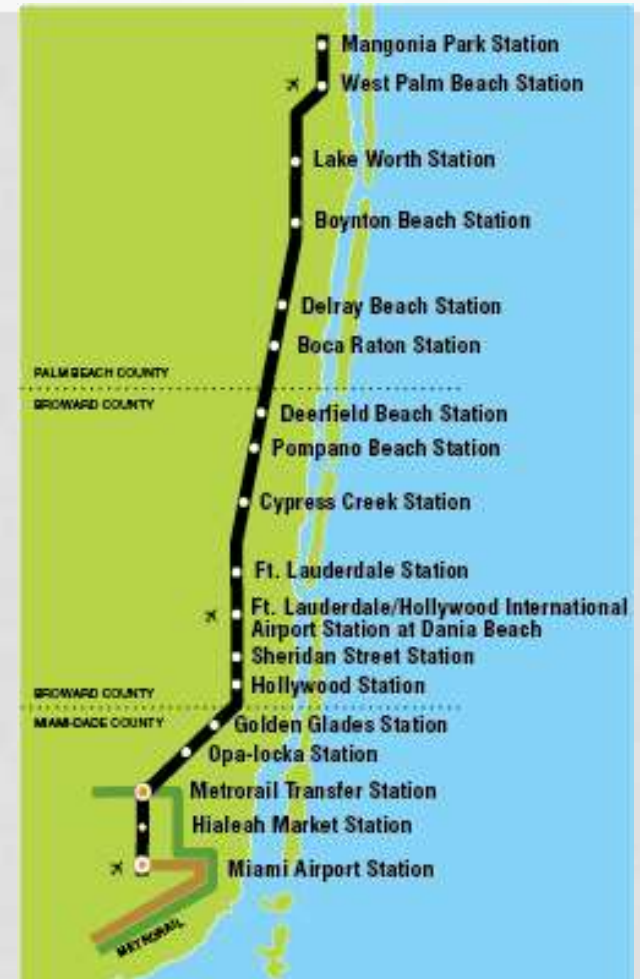 Mangonia Park Station
West Palm Beach Station
Lake Worth Station
Boynton Beach Station
Delray Beach Station
Boca Raton Station
PALM BEACH COUNTY
BROWARD COUNTY
Deerfield Beach Station
Pompano Beach Station
Cypress Creek Station
Ft. Lauderdale Station
Ft. Lauderdale/Hollywood International
Airport Station at Dania Beach
Sheridan Street Station
Hollywood Station
BROWARD COUNTY
MIAMI-DADE COUNTY
Golden Glades Station
Opa-locka Station
Metrorail Transfer Station
Hialeah Market Station
Miami Airport Station
METRORAIL